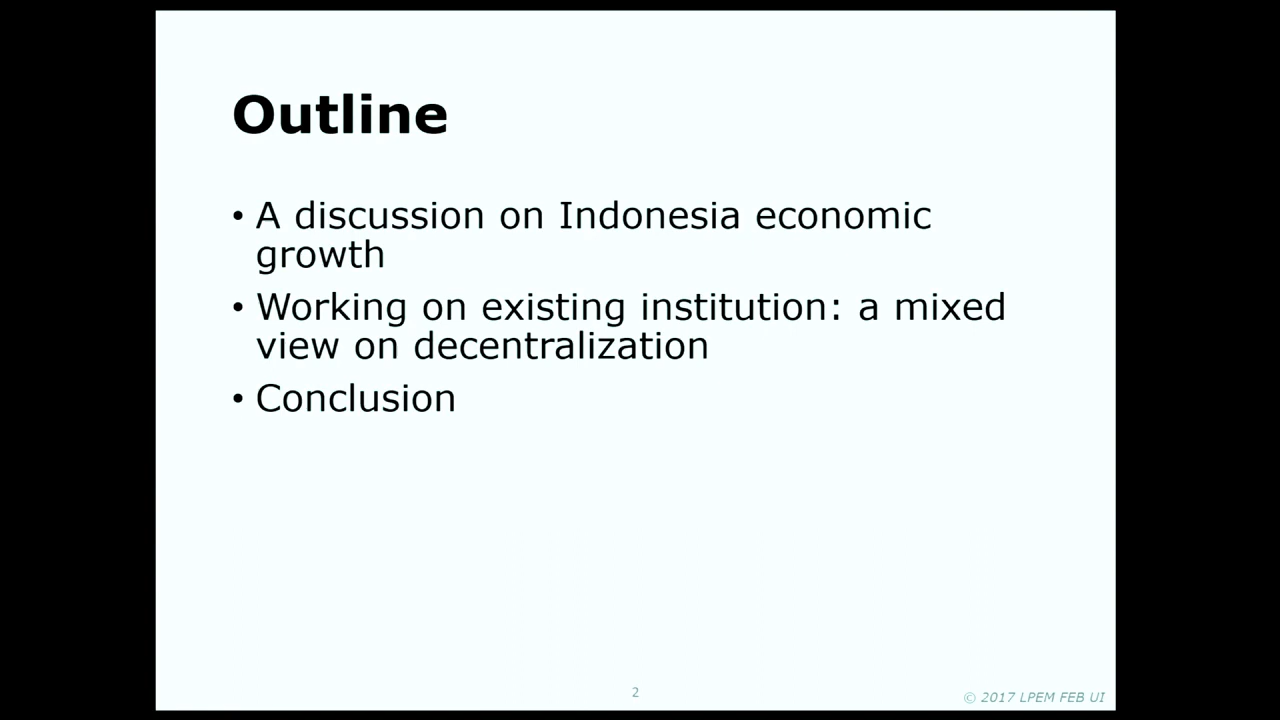 Outline
• A discussion on Indonesia economic
growth
• Working on existing institution: a mixed
view on decentralization
• Conclusion
2
© 2017 LPEM FEB UI